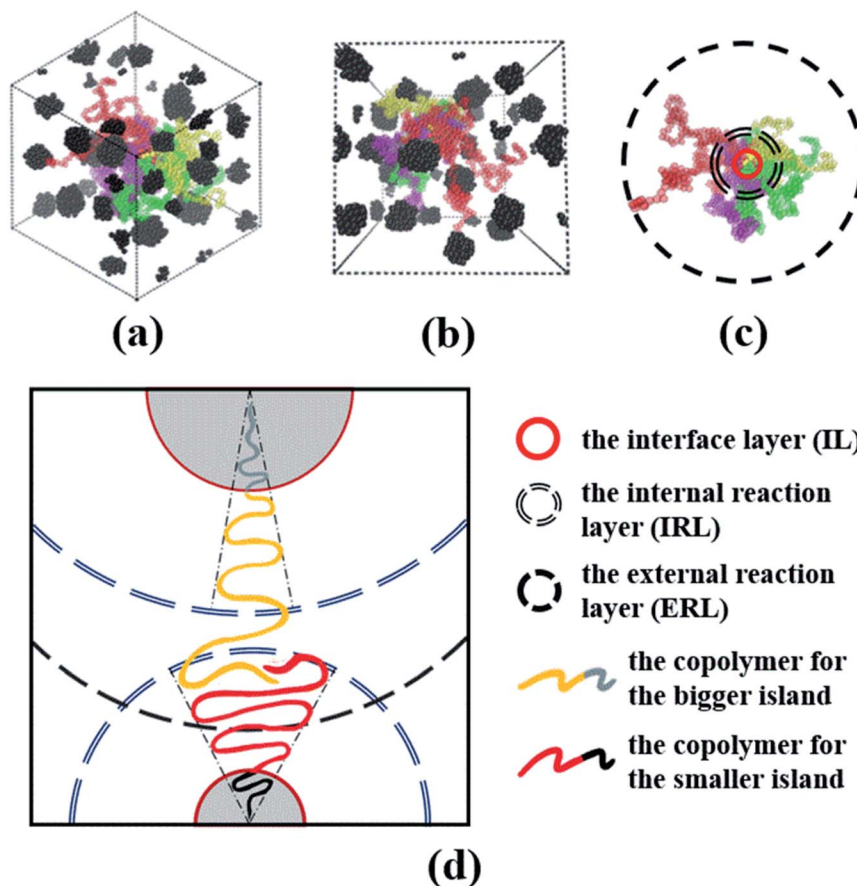 (a)
(b)
(c)
the interface layer (IL)
the internal reaction
layer (IRL)
the external reaction
layer (ERL)
the copolymer for
the bigger island
the copolymer for
the smaller island
(d)